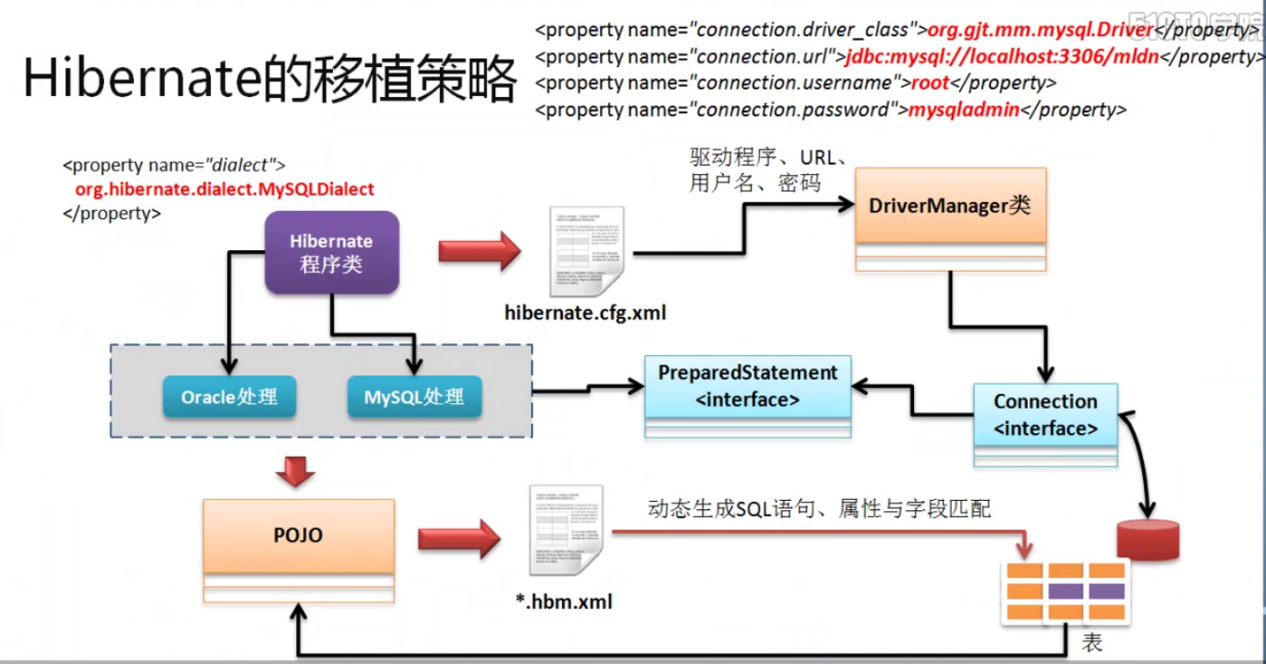 Hibernate的移植策略
<property name="connection.driver_class">org.gjt.mm.mysql.Driver</property>
<property name="connection.url">jdbc:mysql://localhost:3306/mldn</property>
<property name="connection.username">root</property>
<property name="connection.password">mysqladmin</property>
<property name="dialect">
org.hibernate.dialect.MySQLDialect
</property>
驱动程序、URL、
用户名、密码
DriverManager类
Hibernate
程序类
hibernate.cfg.xml
Oracle处理
MySQL处理
PreparedStatement
<interface>
Connection
<interface>
POJO
动态生成SQL语句、属性与字段匹配
*.hbm.xml
表